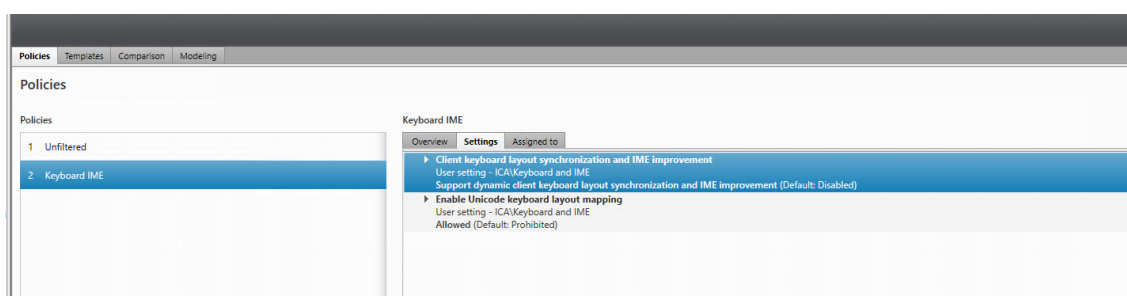 Policies Templates Comparison Modeling
Policies
Policies
1 Unfiltered
2 Keyboard IME
Keyboard IME
Overview Settings Assigned to
Client keyboard layout synchronization and IME improvement
User setting - ICA\Keyboard and IME
Support dynamic client keyboard layout synchronization and IME improvement (Default: Disabled)
Enable Unicode keyboard layout mapping
User setting - ICA\Keyboard and IME
Allowed (Default: Prohibited)